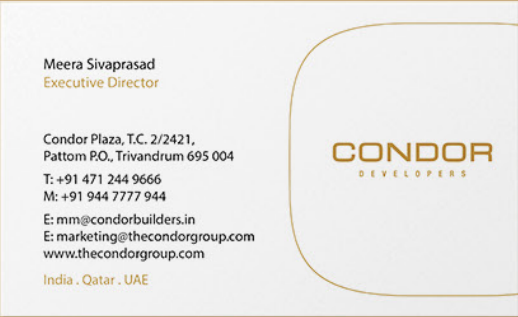 Meera Sivaprasad
Executive Director
Condor Plaza, T.C. 2/2421,
Pattom P.O., Trivandrum 695 004
T: +91 471 244 9666
M: +91 944 7777 944
E: mm@condorbuilders.in
E: marketing@thecondorgroup.com
www.thecondorgroup.com
India . Qatar . UAE
CONDOR
DEVELOPERS